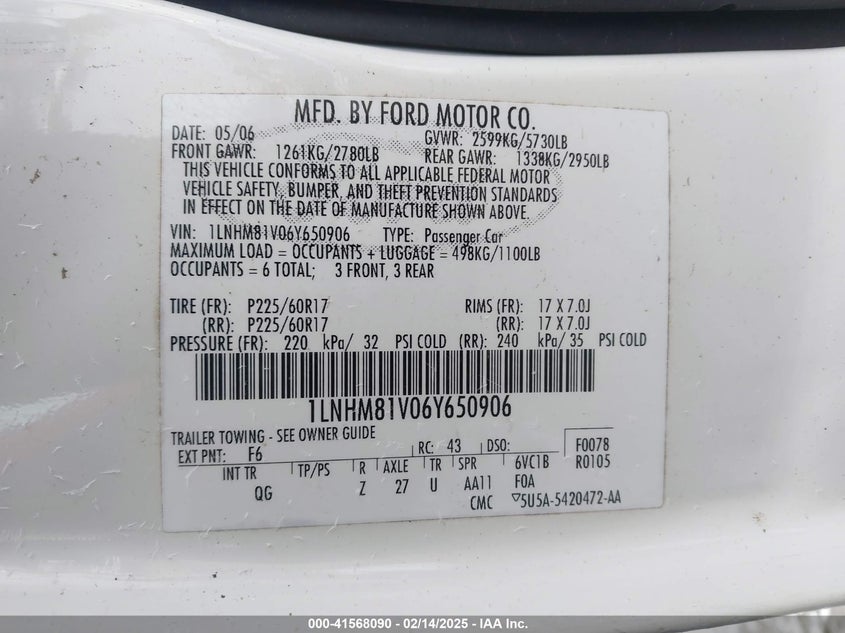 MFD. BY FORD MOTOR CO.
DATE: 05/06 GVWR: 2599KG/5730LB
FRONT GAWR: 1261KG/2780LB REAR GAWR: 1338KG/2950LB
THIS VEHICLE CONFORMS TO ALL APPLICABLE FEDERAL MOTOR
VEHICLE SAFETY, BUMPER, AND THEFT PREVENTION STANDARDS
IN EFFECT ON THE DATE OF MANUFACTURE SHOWN ABOVE.
VIN: 1LNHM81V06Y650906 TYPE: Passenger Car
MAXIMUM LOAD = OCCUPANTS + LUGGAGE = 498KG/1100LB
OCCUPANTS = 6 TOTAL; 3 FRONT, 3 REAR
TIRE (FR): P225/60R17 RIMS (FR): 17 X 7.0J
(RR): P225/60R17 (RR): 17 X 7.0J
PRESSURE (FR): 220 kPa/ 32 PSI COLD (RR): 240 kPa/ 35 PSI COLD
1LNHM81V06Y650906
TRAILER TOWING - SEE OWNER GUIDE
EXT PNT: F6 RC: 43 DSO: F0078
INT TR TP/PS R AXLE TR SPR 6VC1B R0105
QG Z 27 U AA11 F0A
CMC ▽5U5A-5420472-AA
000-41568090 - 02/14/2025 - IAA Inc.